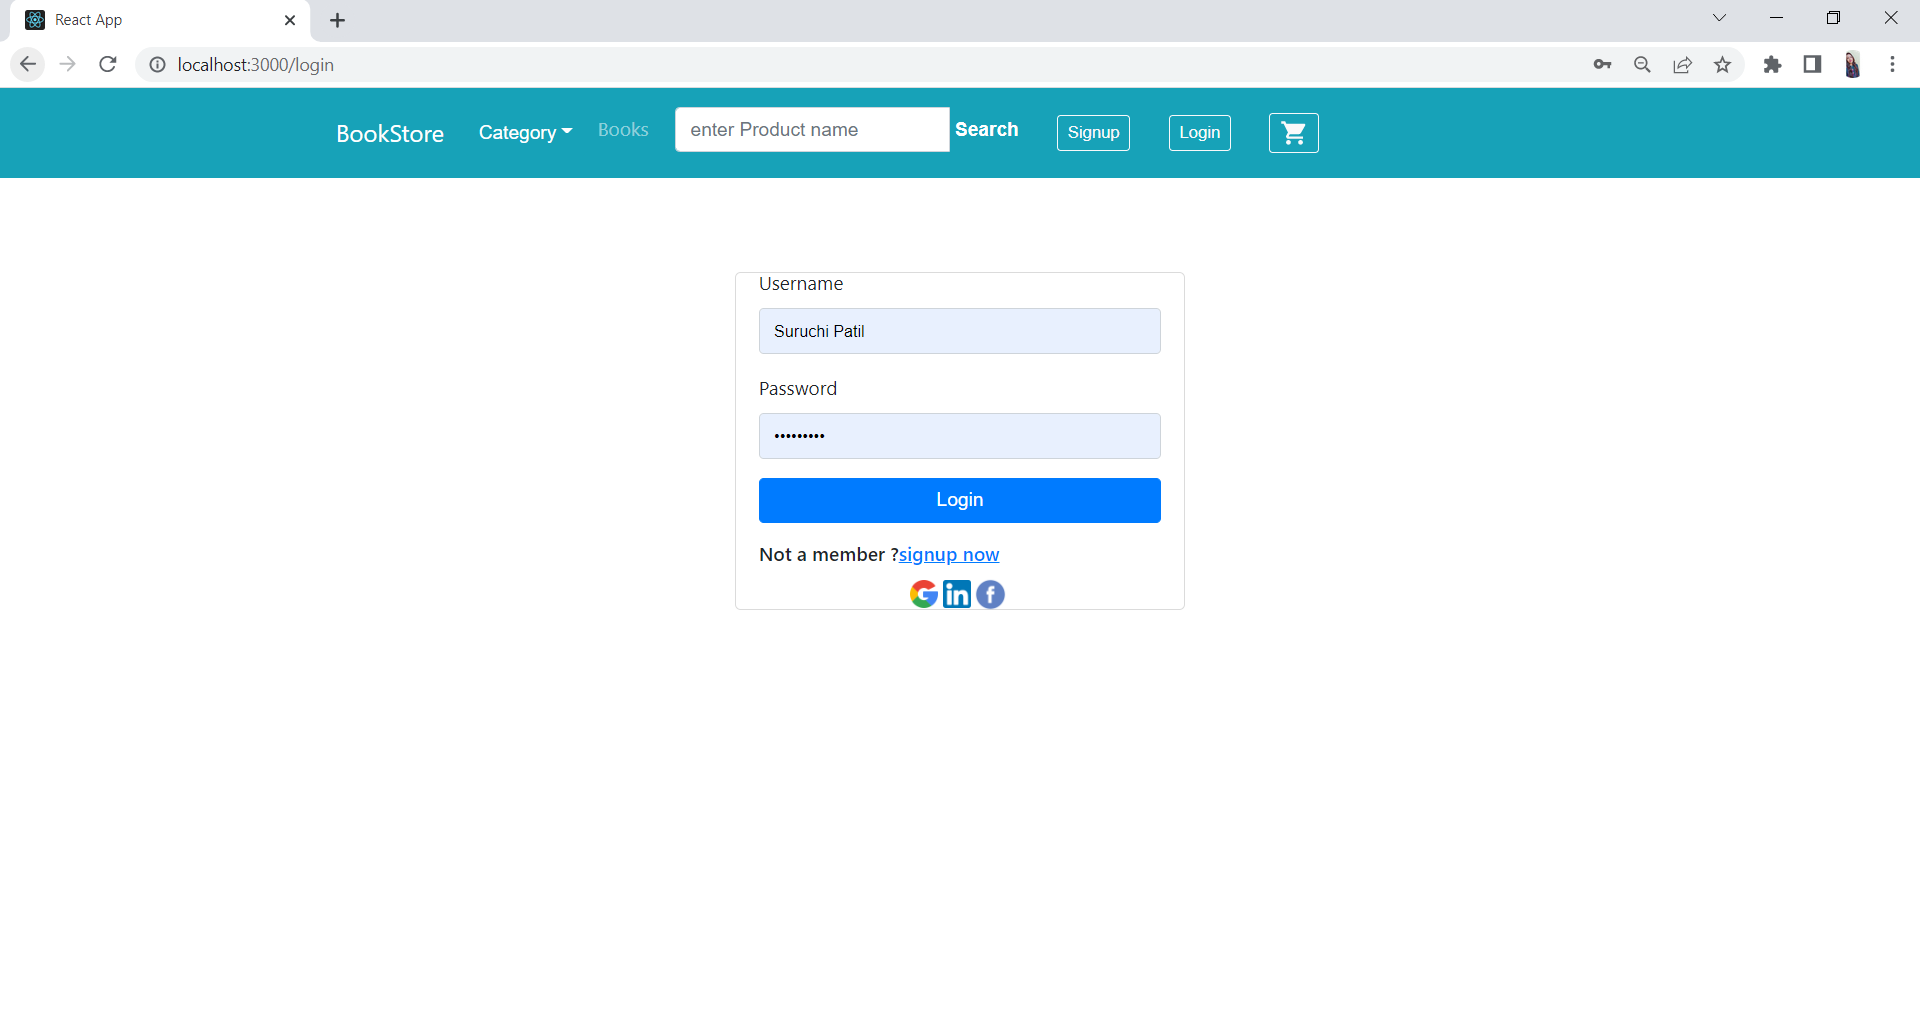 React App
localhost:3000/login
BookStore Category Books enter Product name Search Signup Login
Username
Suruchi Patil
Password
•••••••••
Login
Not a member ?signup now
G in f